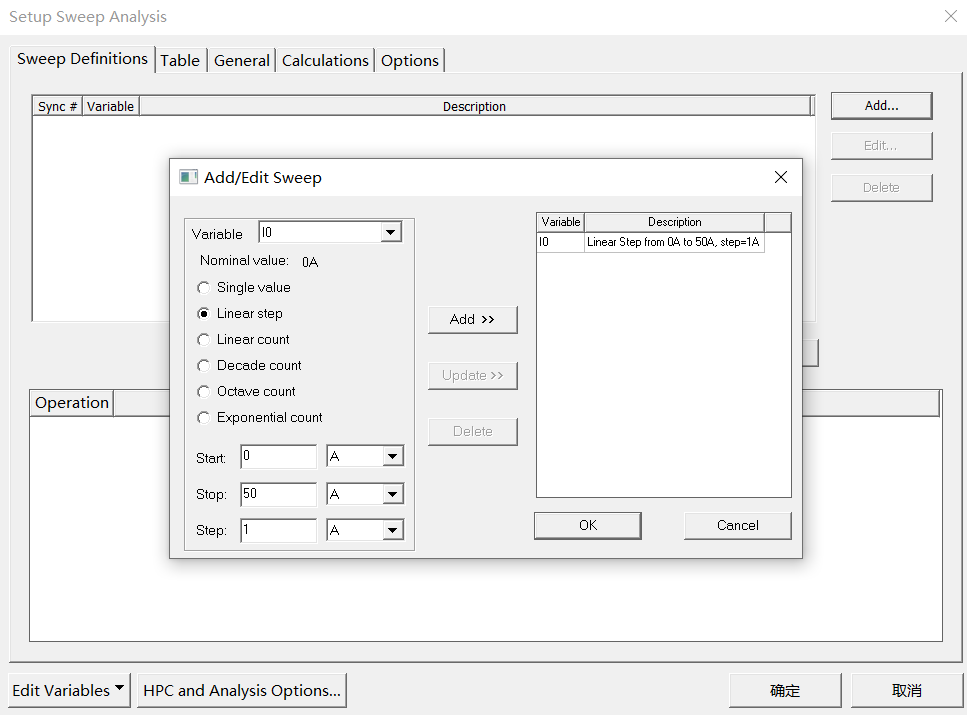 Setup Sweep Analysis
Sweep Definitions Table General Calculations Options
Sync # Variable Description
Add...
Edit...
Delete
Add/Edit Sweep
Variable I0
Nominal value: 0A
Single value
Linear step
Linear count
Decade count
Octave count
Exponential count
Start: 0 A
Stop: 50 A
Step: 1 A
Add >>
Update >>
Delete
Variable Description
I0 Linear Step from 0A to 50A, step=1A
OK Cancel
Operation
Edit Variables HPC and Analysis Options... 确定 取消